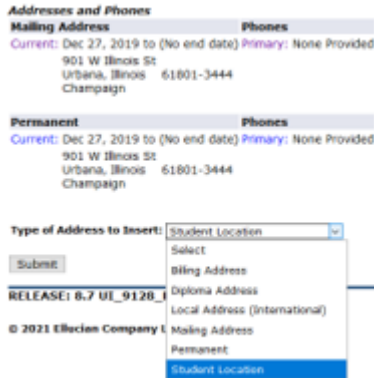 Addresses and Phones
Mailing Address Phones
Current: Dec 27, 2019 to (No end date) Primary: None Provided
901 W Illinois St
Urbana, Illinois 61801-3444
Champaign
Permanent Phones
Current: Dec 27, 2019 to (No end date) Primary: None Provided
901 W Illinois St
Urbana, Illinois 61801-3444
Champaign
Type of Address to Insert: Student Location
Select
Submit
Billing Address
Diploma Address
RELEASE: 8.7 UI_9128_
Local Address (International)
© 2021 Ellucian Company
Mailing Address
Permanent
Student Location